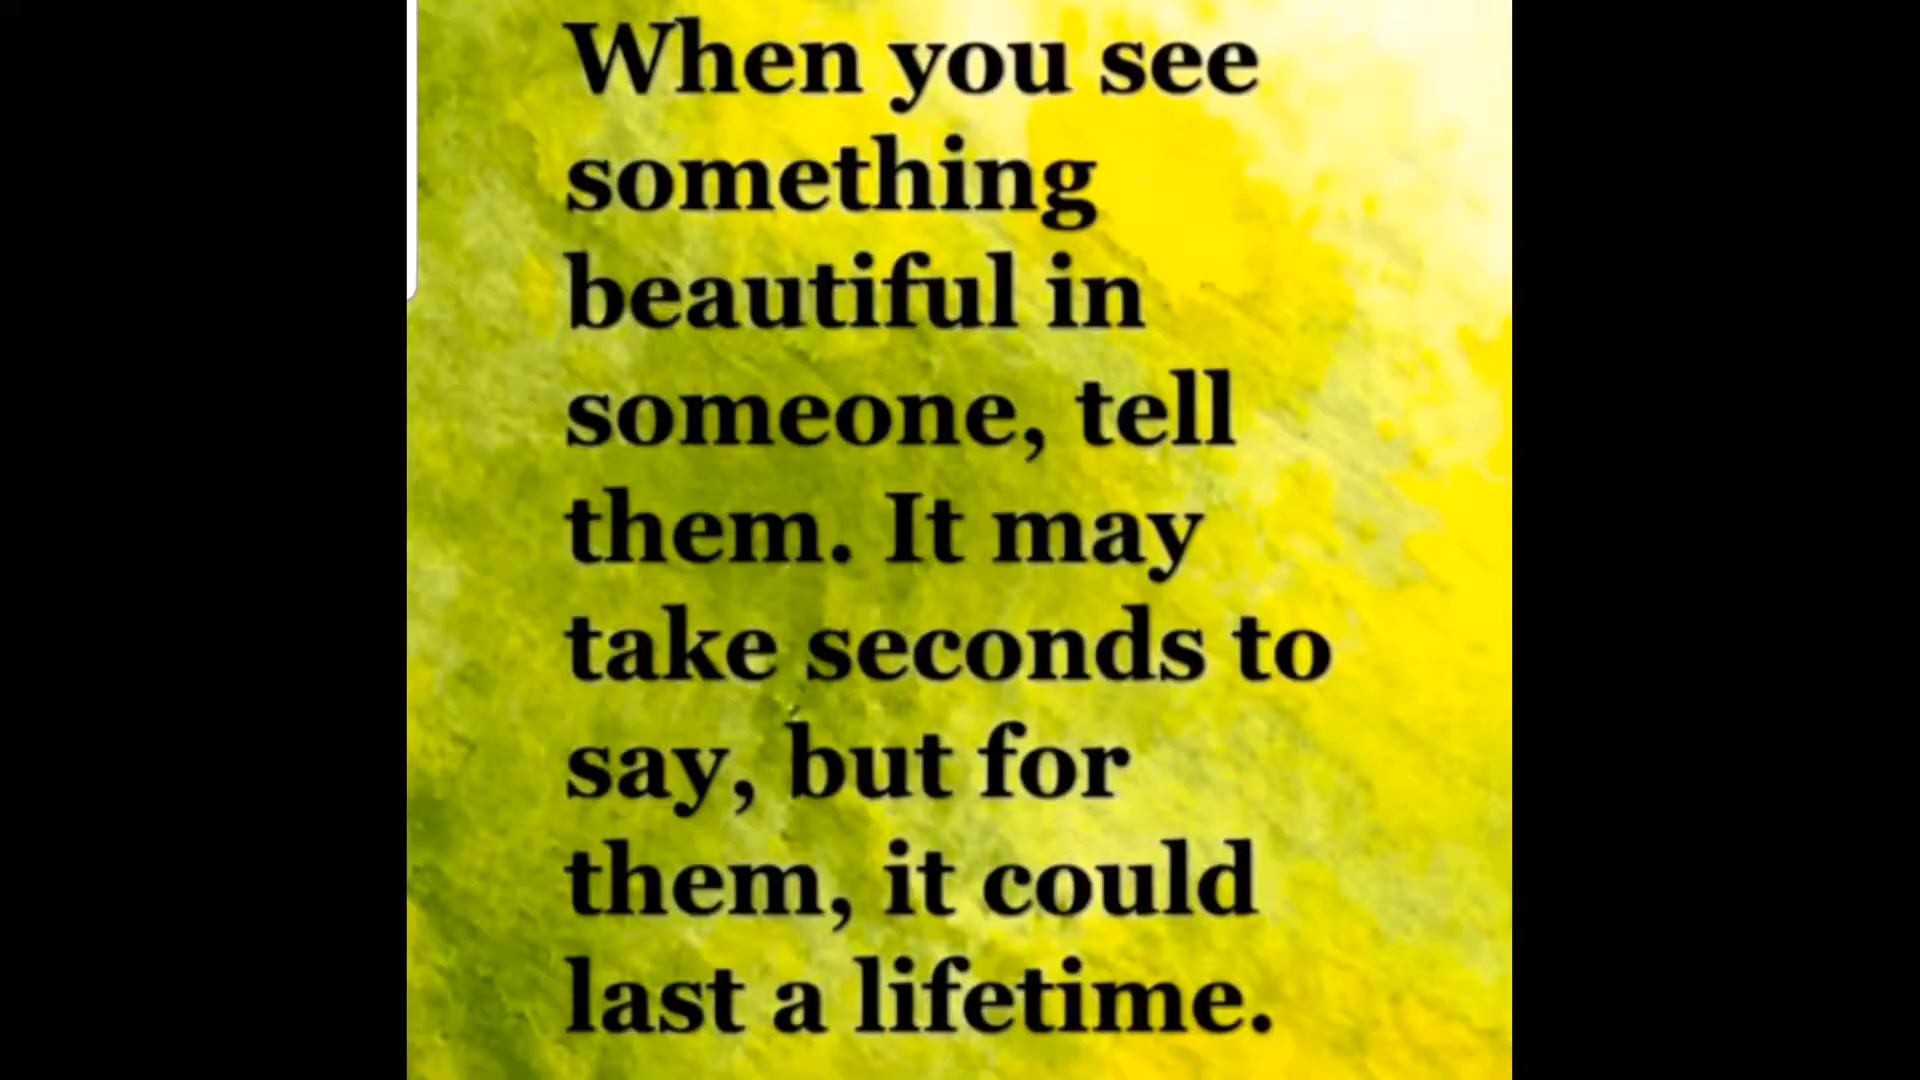 When you see
something
beautiful in
someone, tell
them. It may
take seconds to
say, but for
them, it could
last a lifetime.